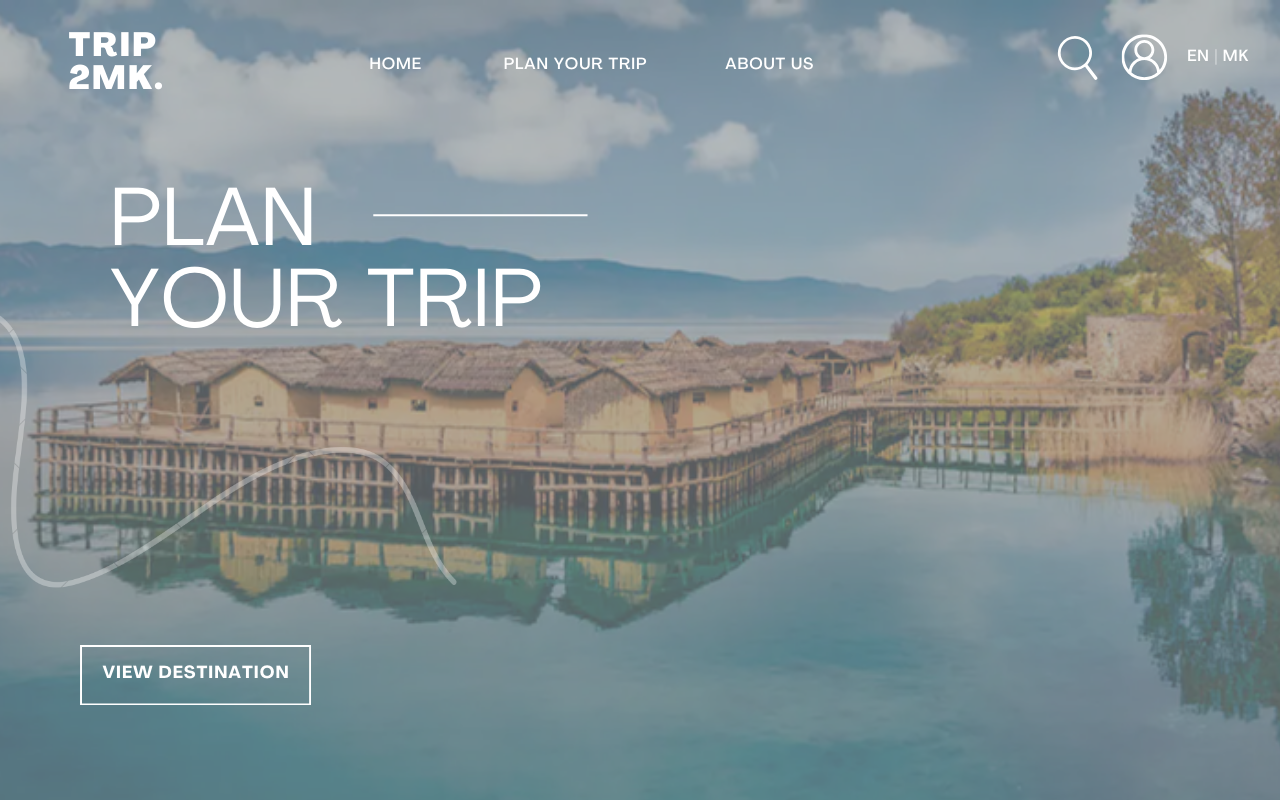 TRIP
2MK.
HOME
PLAN YOUR TRIP
ABOUT US
EN | MK
PLAN
YOUR TRIP
VIEW DESTINATION